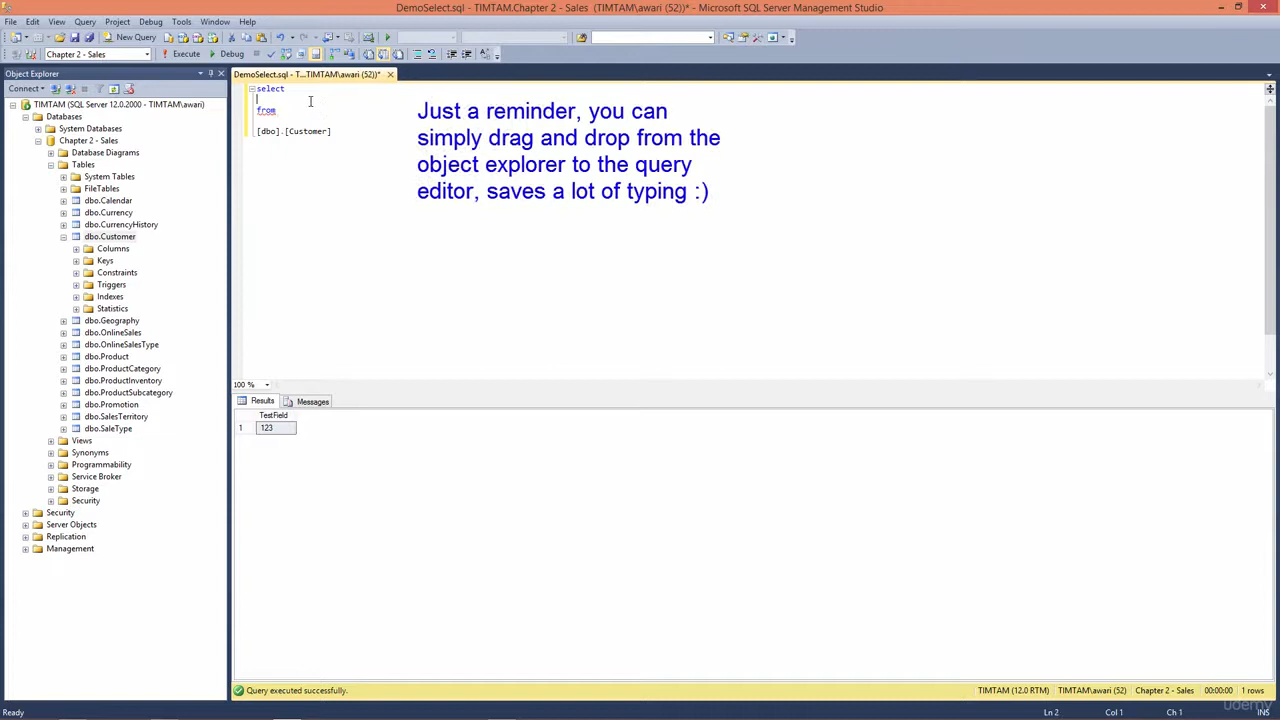 DemoSelect.sql - TIMTAM.Chapter 2 - Sales (TIMTAM\awari (52))* - Microsoft SQL Server Management Studio
File Edit View Query Project Debug Tools Window Help
New Query
Chapter 2 - Sales Execute Debug
Object Explorer
Connect
TIMTAM (SQL Server 12.0.2000 - TIMTAM\awari)
Databases
System Databases
Chapter 2 - Sales
Database Diagrams
Tables
System Tables
FileTables
dbo.Calendar
dbo.Currency
dbo.CurrencyHistory
dbo.Customer
Columns
Keys
Constraints
Triggers
Indexes
Statistics
dbo.Geography
dbo.OnlineSales
dbo.OnlineSalesType
dbo.Product
dbo.ProductCategory
dbo.ProductInventory
dbo.ProductSubcategory
dbo.Promotion
dbo.SalesTerritory
dbo.SaleType
Views
Synonyms
Programmability
Service Broker
Storage
Security
Security
Server Objects
Replication
Management
DemoSelect.sql - T...TIMTAM\awari (52))*
select
from
[dbo].[Customer]
Just a reminder, you can
simply drag and drop from the
object explorer to the query
editor, saves a lot of typing :)
100 %
Results Messages
TestField
1 123
Query executed successfully. TIMTAM (12.0 RTM) TIMTAM\awari (52) Chapter 2 - Sales 00:00:00 1 rows
Ready Ln 2 Col 1 Ch 1 INS
udemy